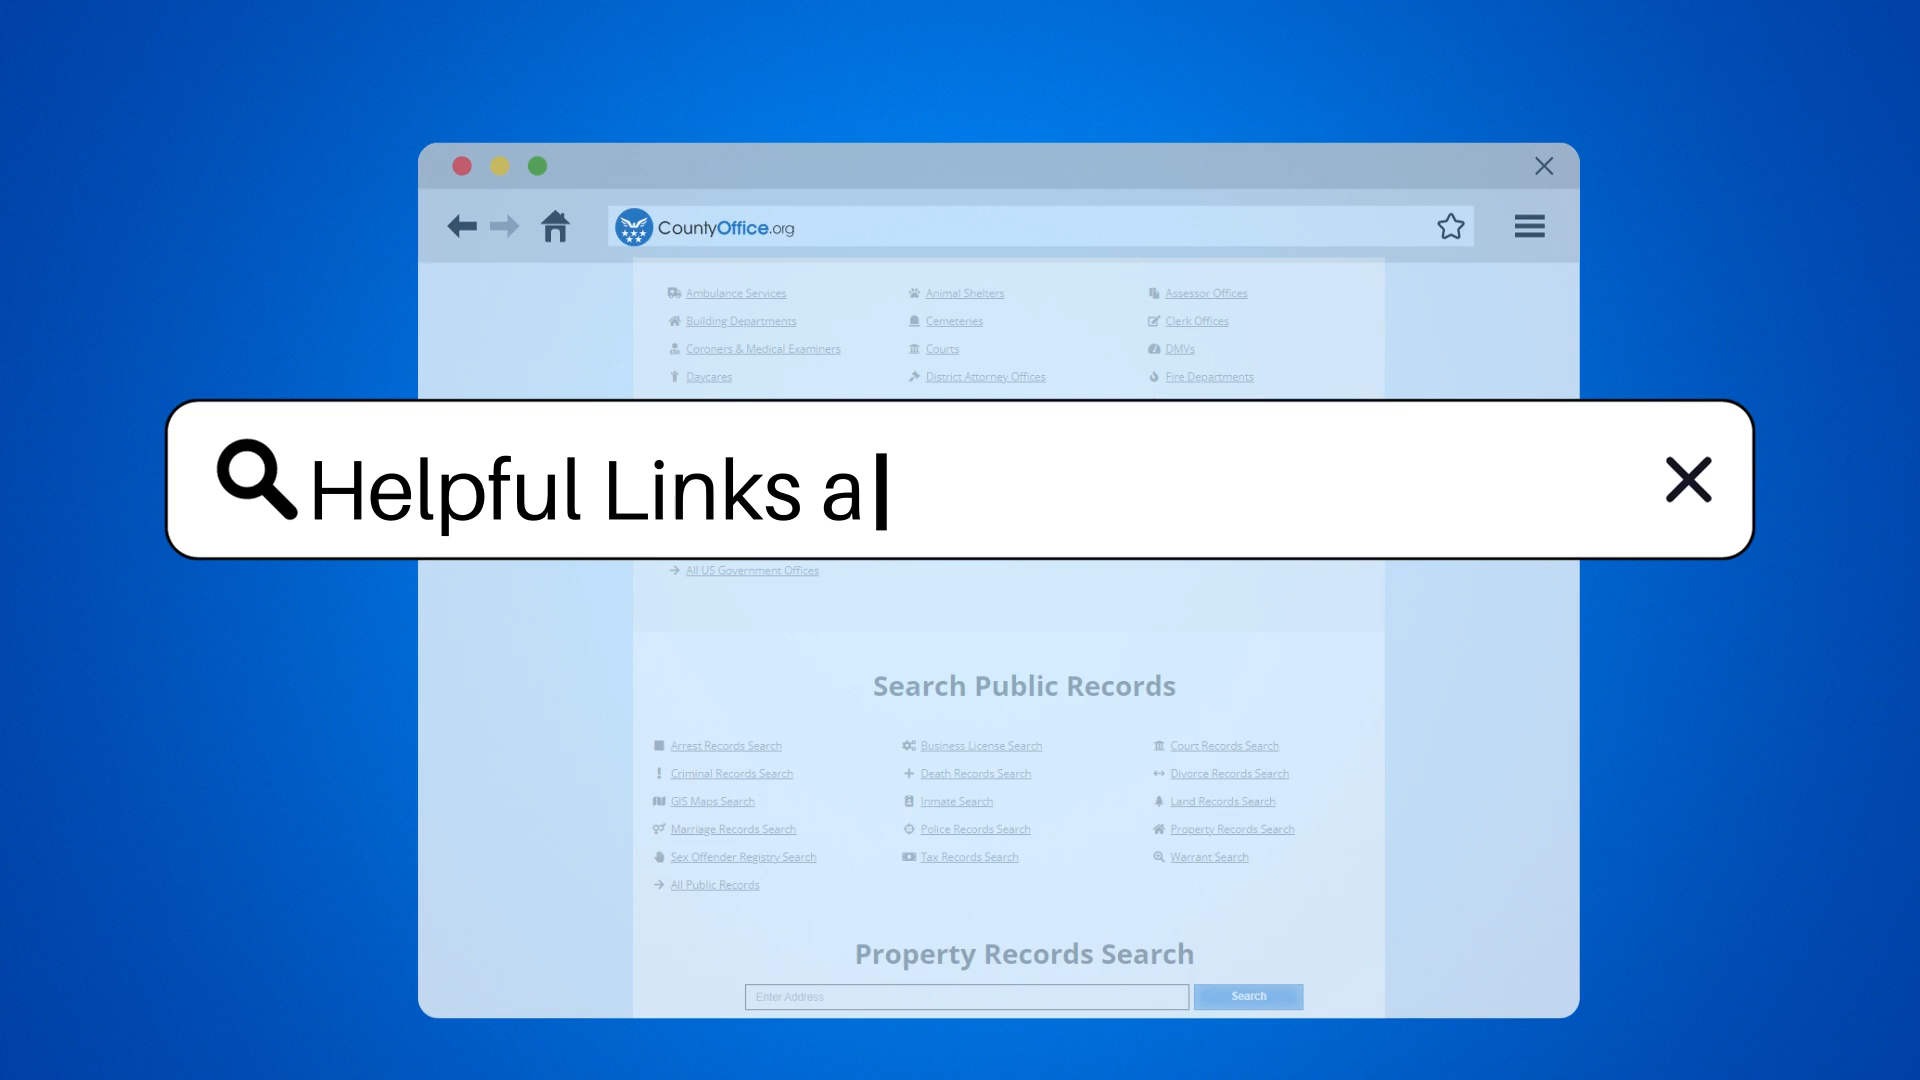 CountyOffice.org
Ambulance Services Animal Shelters Assessor Offices
Building Departments Cemeteries Clerk Offices
Coroners & Medical Examiners Courts DMVs
Daycares District Attorney Offices Fire Departments
Helpful Links a
All US Government Offices
Search Public Records
Arrest Records Search Business License Search Court Records Search
Criminal Records Search Death Records Search Divorce Records Search
GIS Maps Search Inmate Search Land Records Search
Marriage Records Search Police Records Search Property Records Search
Sex Offender Registry Search Tax Records Search Warrant Search
All Public Records
Property Records Search
Enter Address Search